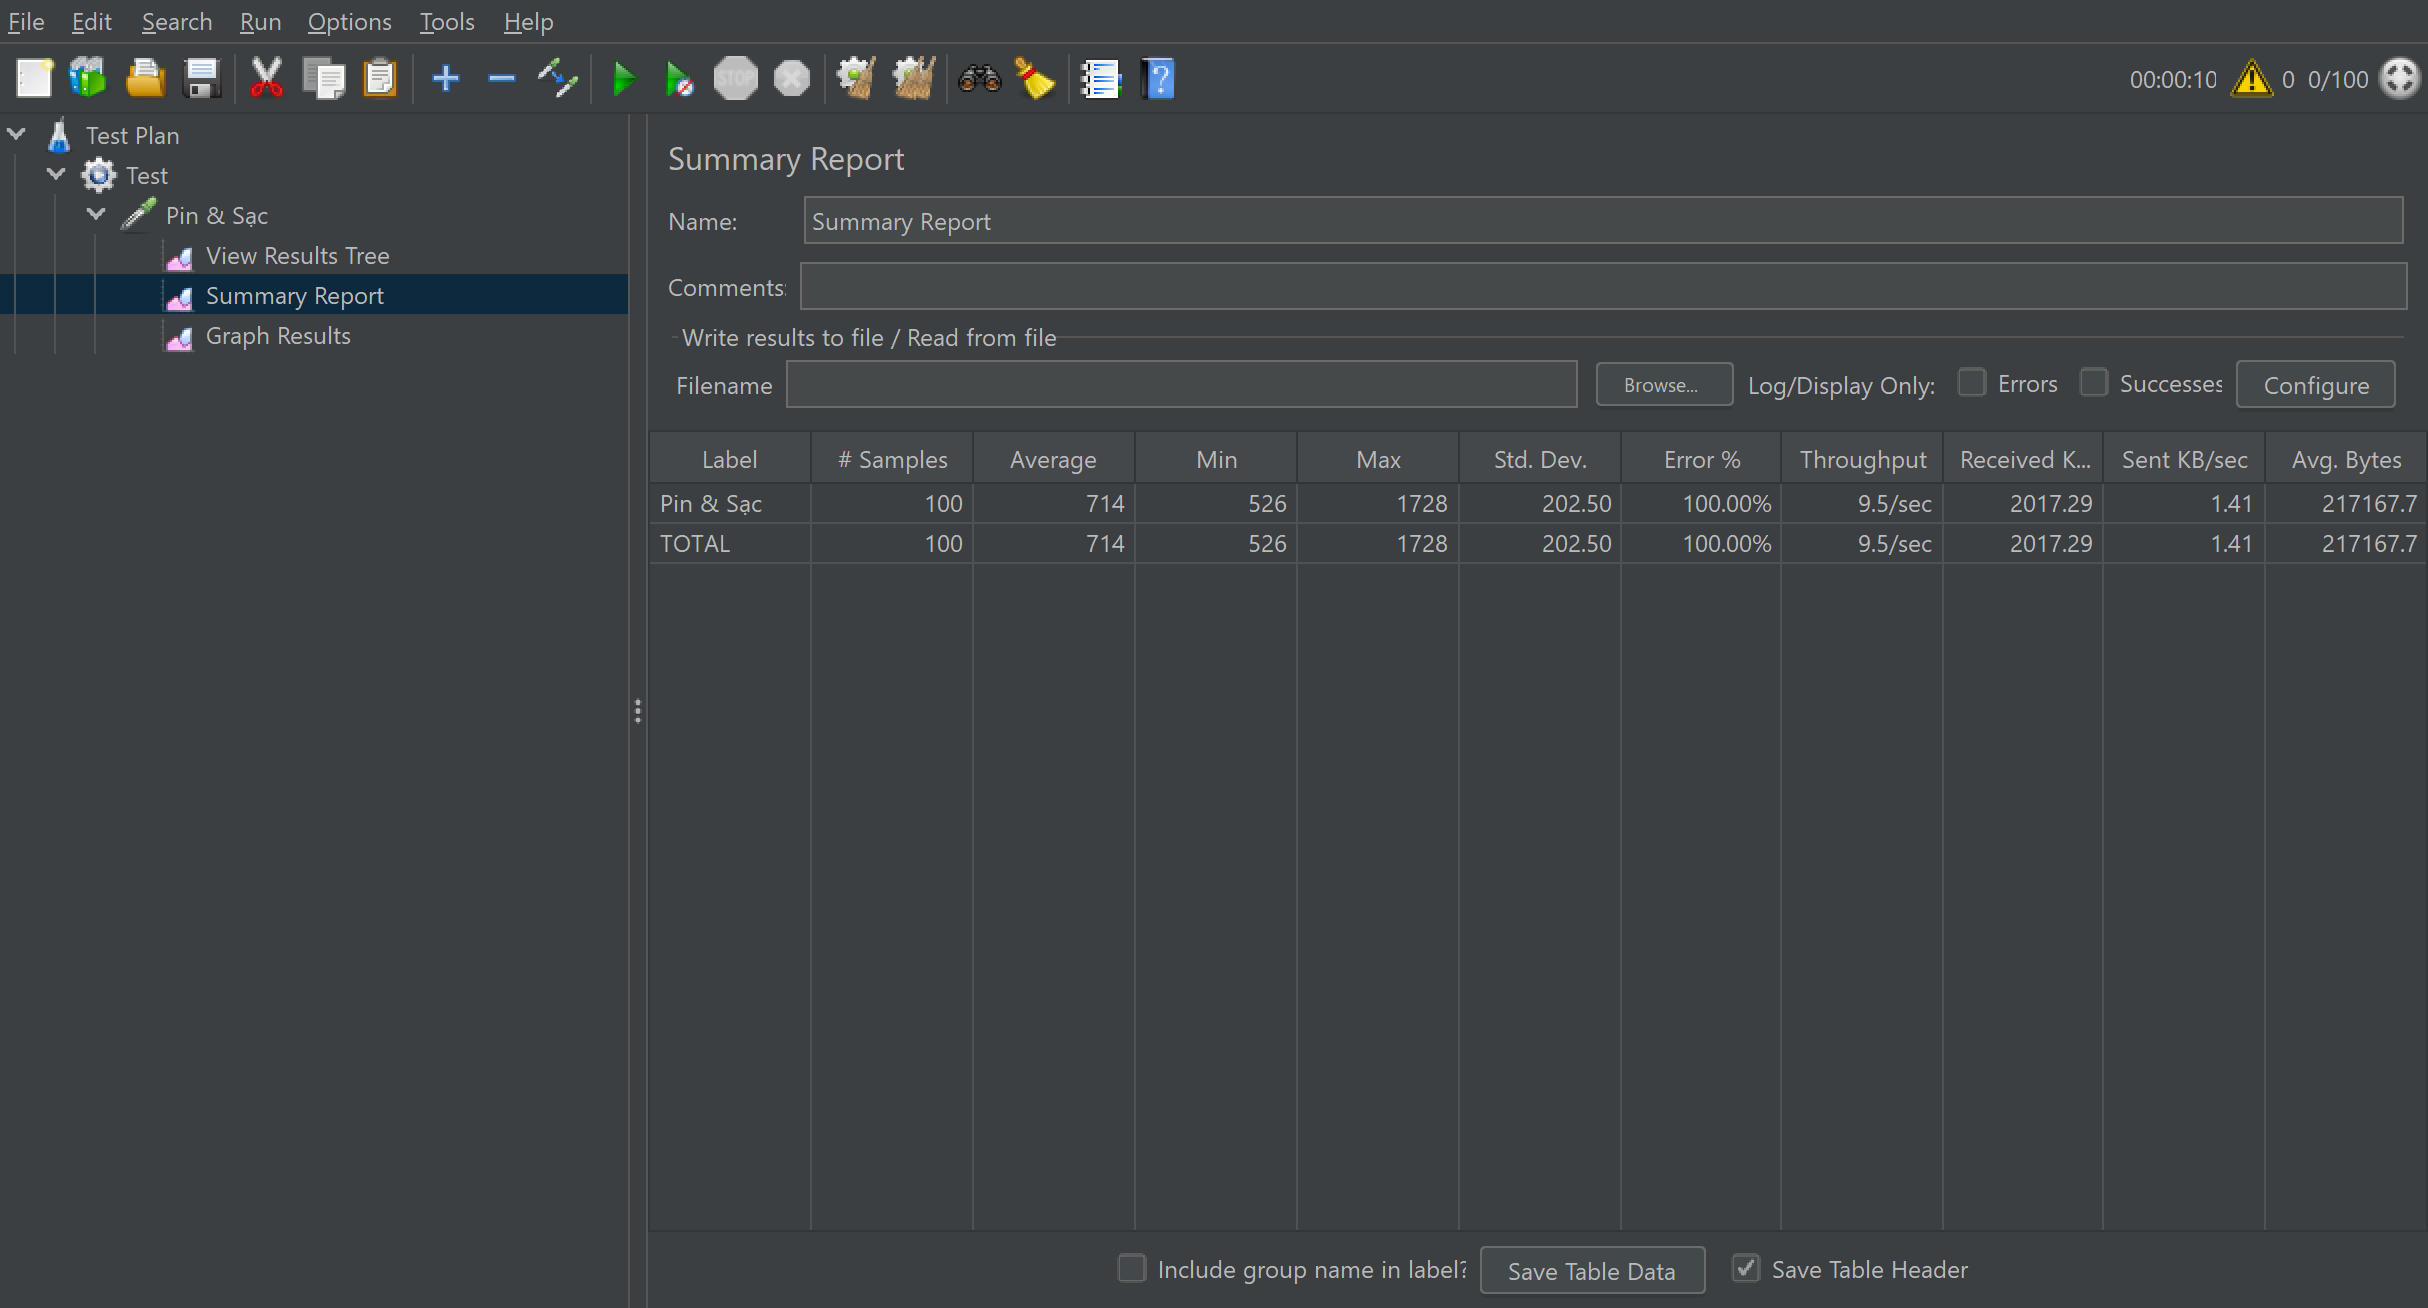 File Edit Search Run Options Tools Help
STOP
00:00:10 0 0/100
Test Plan
Test
Pin & Sạc
View Results Tree
Summary Report
Graph Results
Summary Report
Name: Summary Report
Comments:
Write results to file / Read from file
Filename Browse... Log/Display Only: Errors Successes Configure
Label # Samples Average Min Max Std. Dev. Error % Throughput Received K... Sent KB/sec Avg. Bytes
Pin & Sạc 100 714 526 1728 202.50 100.00% 9.5/sec 2017.29 1.41 217167.7
TOTAL 100 714 526 1728 202.50 100.00% 9.5/sec 2017.29 1.41 217167.7
Include group name in label? Save Table Data Save Table Header